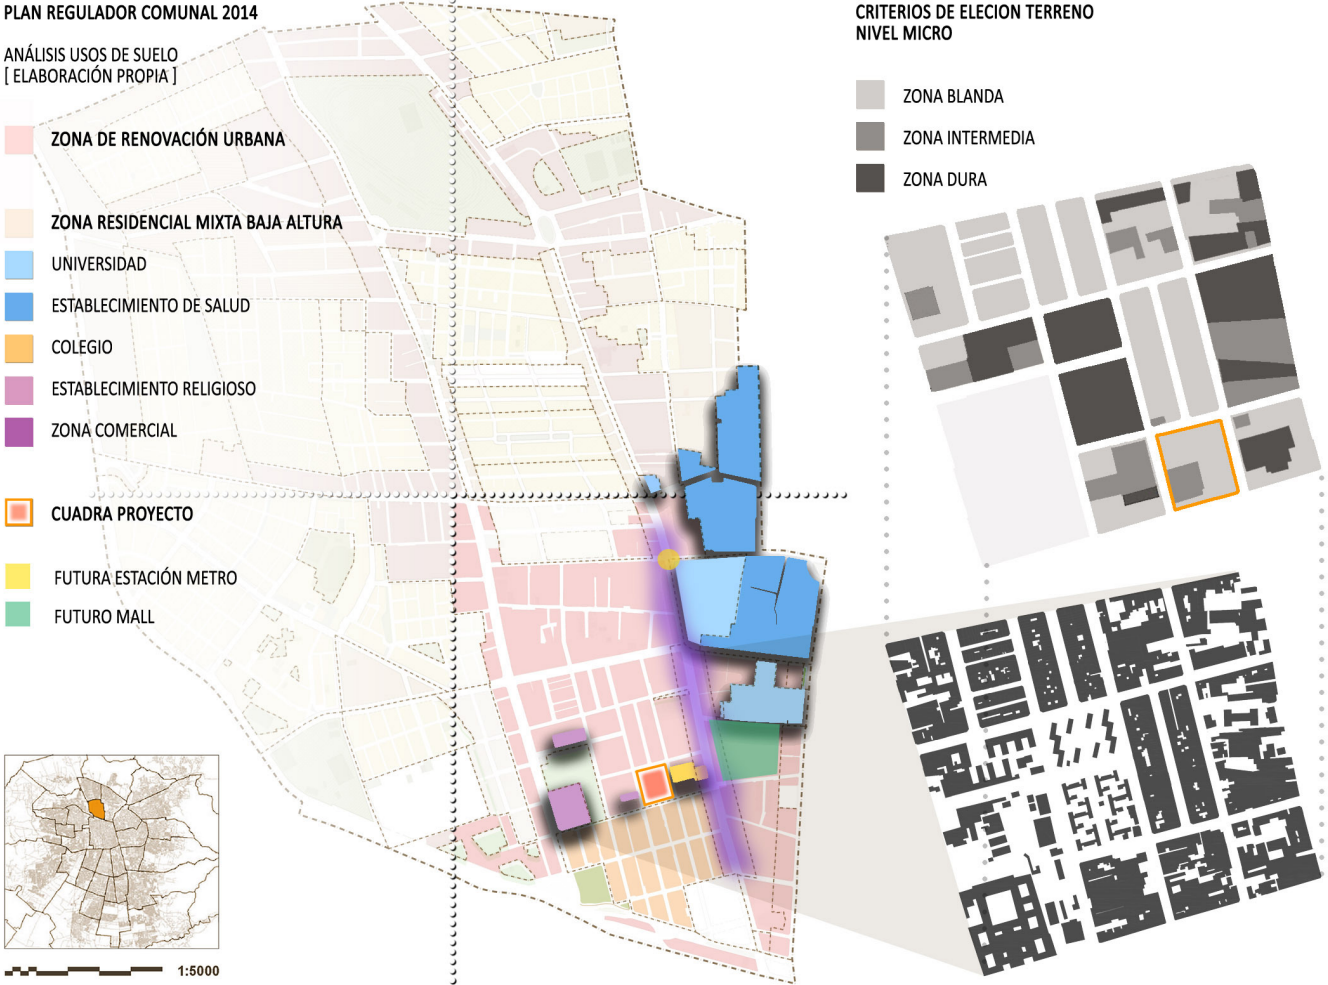 PLAN REGULADOR COMUNAL 2014
ANÁLISIS USOS DE SUELO
[ ELABORACIÓN PROPIA ]
ZONA DE RENOVACIÓN URBANA
ZONA RESIDENCIAL MIXTA BAJA ALTURA
UNIVERSIDAD
ESTABLECIMIENTO DE SALUD
COLEGIO
ESTABLECIMIENTO RELIGIOSO
ZONA COMERCIAL
CUADRA PROYECTO
FUTURA ESTACIÓN METRO
FUTURO MALL
1:5000
CRITERIOS DE ELECION TERRENO
NIVEL MICRO
ZONA BLANDA
ZONA INTERMEDIA
ZONA DURA